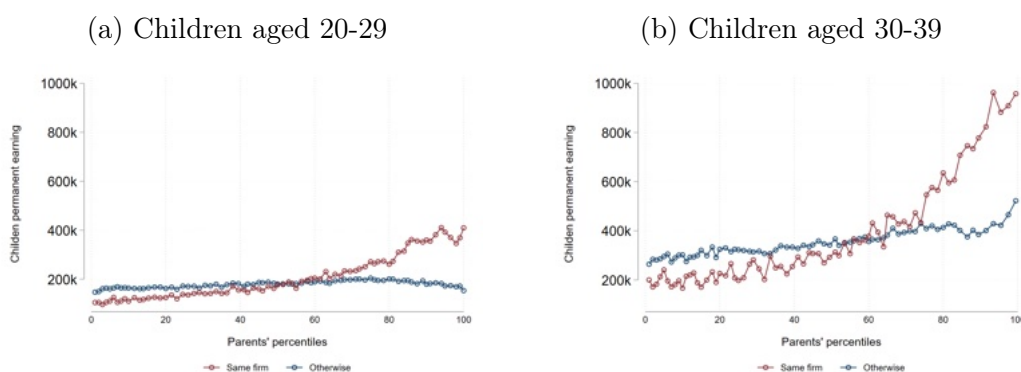 (a) Children aged 20-29
1000k
800k
600k
400k
200k
Childen permanent earning
0 20 40 60 80 100
Parents' percentiles
Same firm Otherwise
(b) Children aged 30-39
1000k
800k
600k
400k
200k
Childen permanent earning
0 20 40 60 80 100
Parents' percentiles
Same firm Otherwise